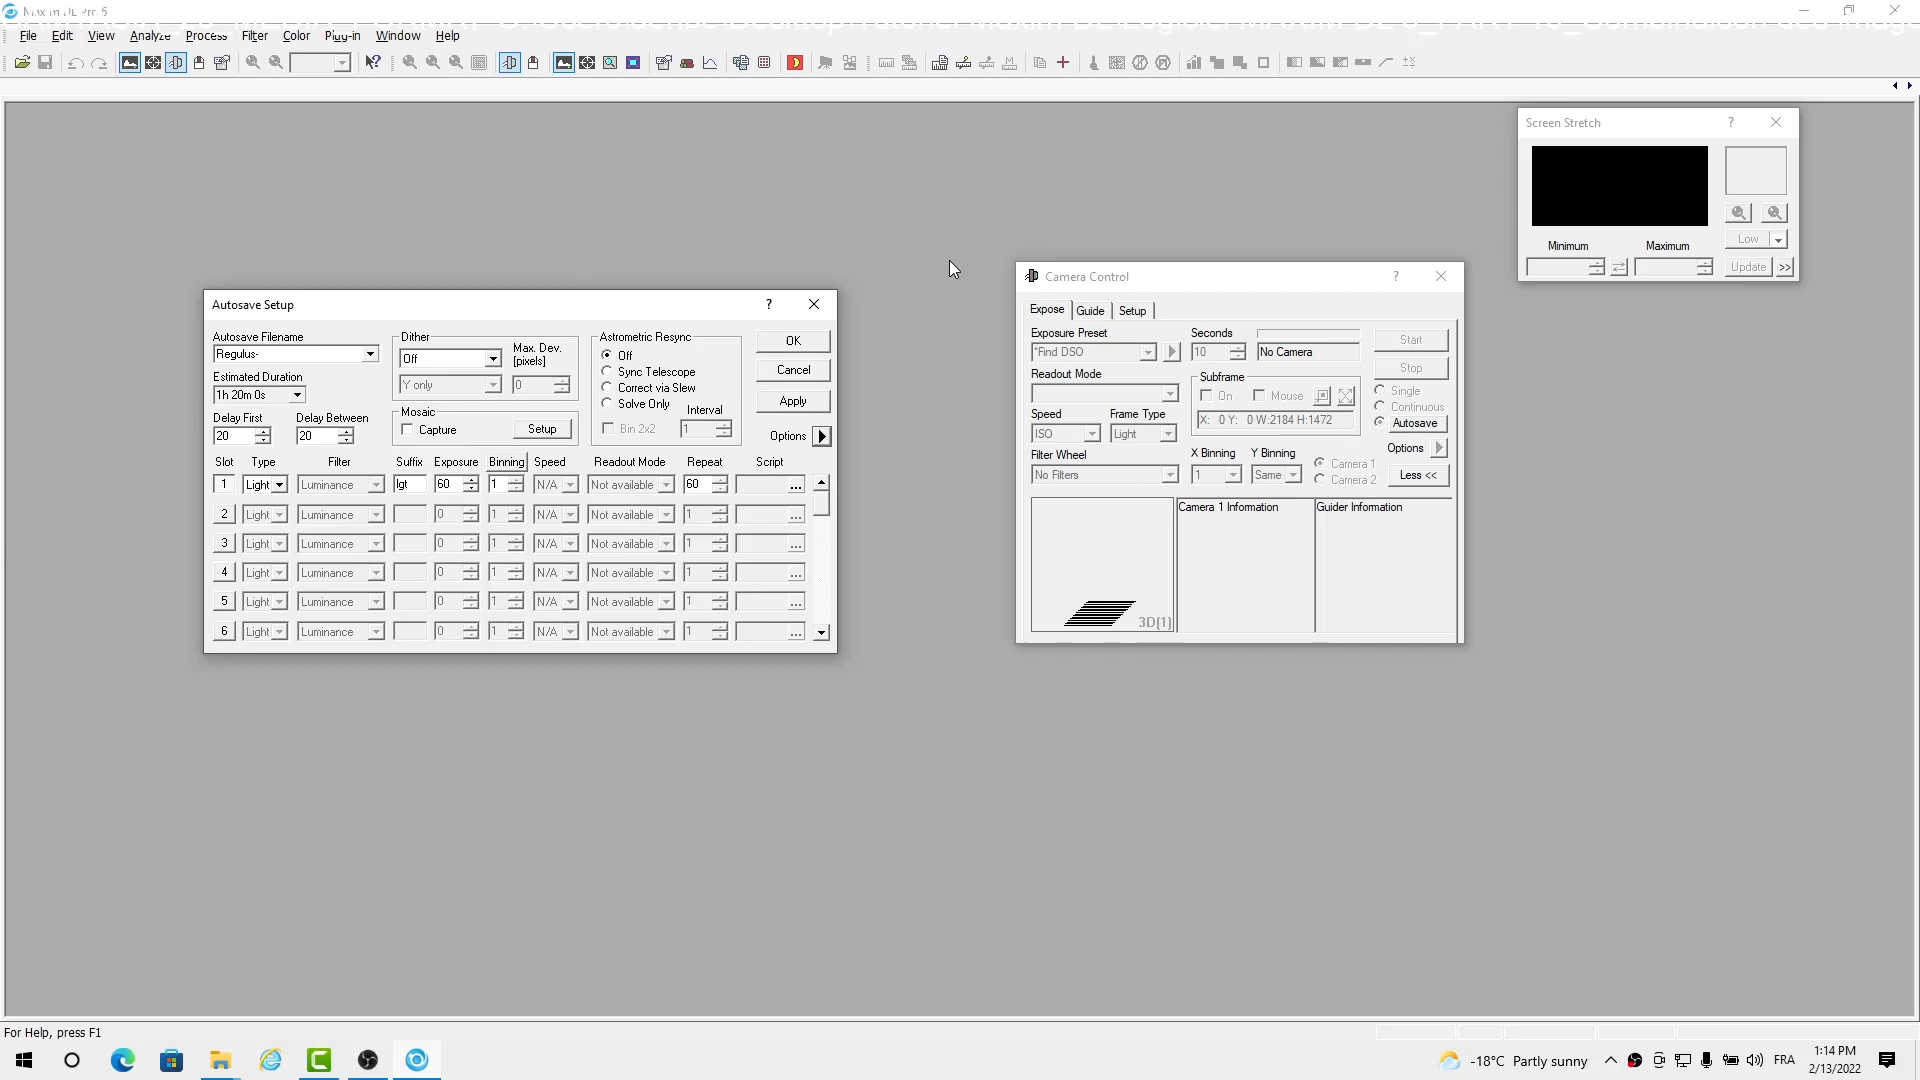 MaxIm DL Pro 5
File Edit View Analyze Process Filter Color Plug-in Window Help
Screen Stretch ?
Minimum Maximum
Low
Update >>
Autosave Setup ?
Autosave Filename
Regulus-
Estimated Duration
1h 20m 0s
Delay First Delay Between
20 20
Dither
Off
Max. Dev.
[pixels]
Y only 0
Mosaic
Capture Setup
Astrometric Resync
Off
Sync Telescope
Correct via Slew
Solve Only Interval
Bin 2x2 1
OK
Cancel
Apply
Options
Slot Type Filter Suffix Exposure Binning Speed Readout Mode Repeat Script
1 Light Luminance lgt 60 1 N/A Not available 60 ...
2 Light Luminance 0 1 N/A Not available 1 ...
3 Light Luminance 0 1 N/A Not available 1 ...
4 Light Luminance 0 1 N/A Not available 1 ...
5 Light Luminance 0 1 N/A Not available 1 ...
6 Light Luminance 0 1 N/A Not available 1 ...
Camera Control ?
Expose Guide Setup
Exposure Preset Seconds
*Find DSO 10 No Camera Start
Readout Mode Stop
Subframe
On Mouse
X: 0 Y: 0 W:2184 H:1472
Single
Continuous
Autosave
Speed Frame Type
ISO Light
Options
Filter Wheel X Binning Y Binning
No Filters 1 Same
Camera 1
Camera 2
Less <<
Camera 1 Information Guider Information
3D(1)
For Help, press F1
-18°C Partly sunny FRA
1:14 PM
2/13/2022